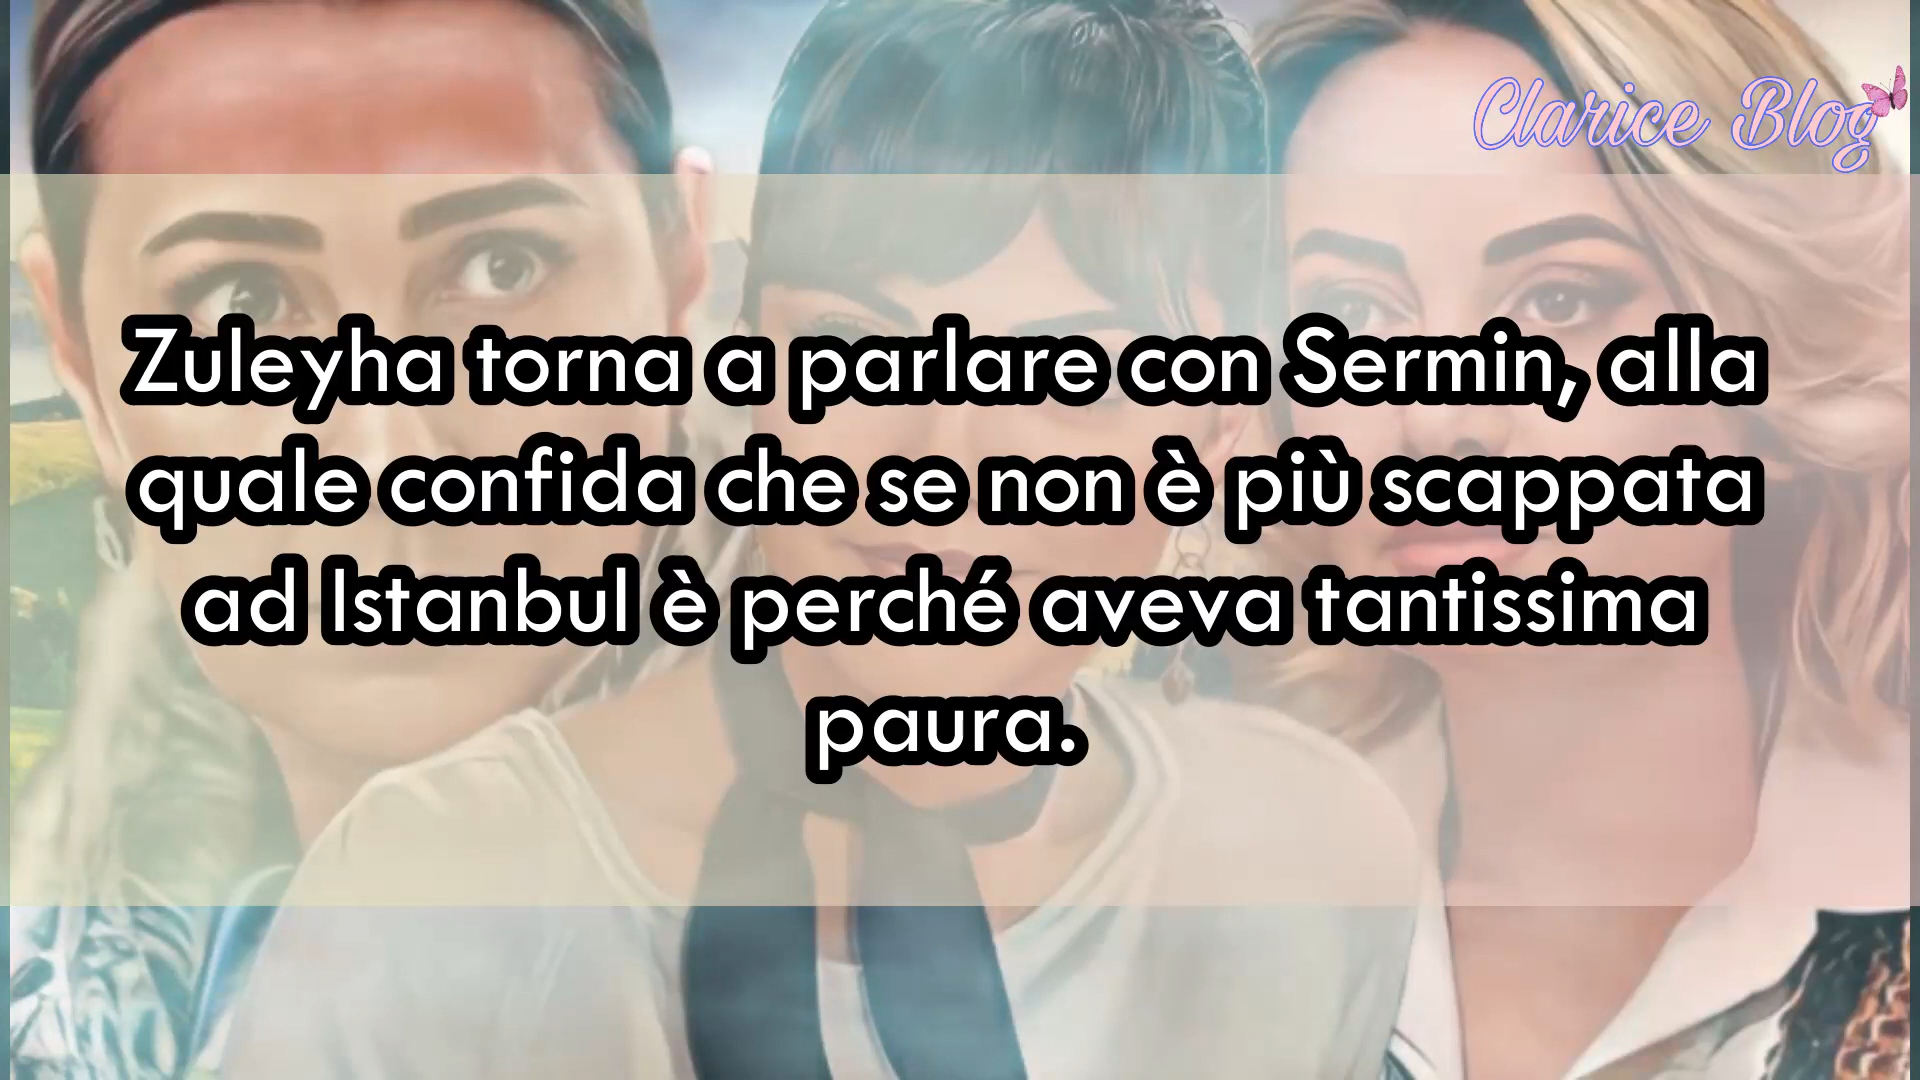 Clarice Blog
Zuleyha torna a parlare con Sermin, alla
quale confida che se non è più scappata
ad Istanbul è perché aveva tantissima
paura.